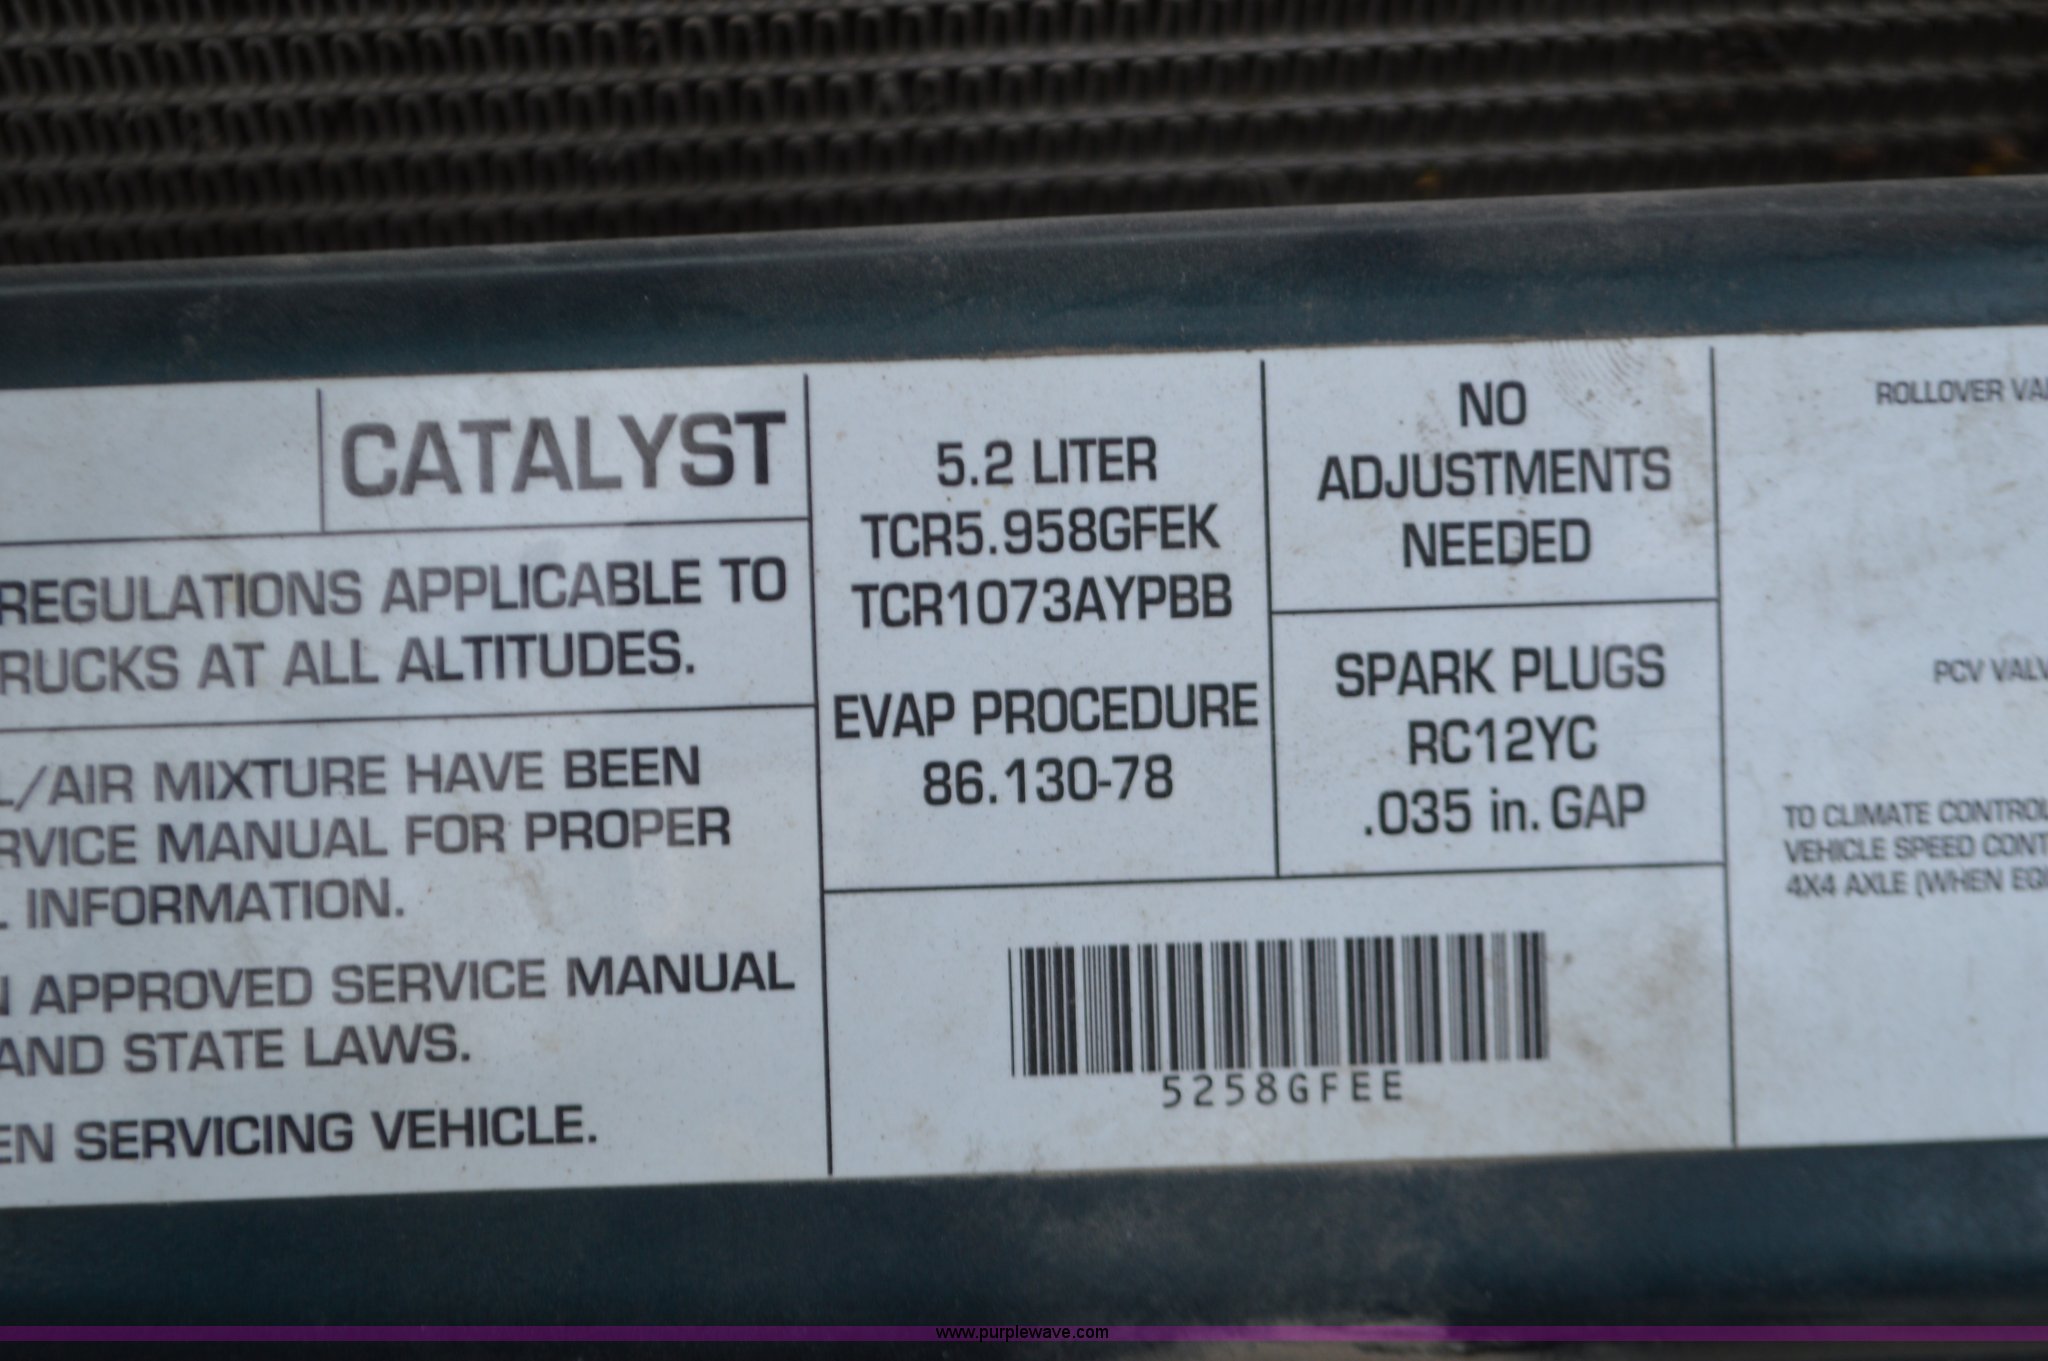 CATALYST
REGULATIONS APPLICABLE TO
RUCKS AT ALL ALTITUDES.
L/AIR MIXTURE HAVE BEEN
RVICE MANUAL FOR PROPER
INFORMATION.
APPROVED SERVICE MANUAL
AND STATE LAWS.
EN SERVICING VEHICLE.
5.2 LITER
TCR5.958GFEK
TCR1073AYPBB
EVAP PROCEDURE
86.130-78
NO
ADJUSTMENTS
NEEDED
SPARK PLUGS
RC12YC
.035 in. GAP
5258GFEE
ROLLOVER VA
PCV VALV
TO CLIMATE CONTROL
VEHICLE SPEED CONT
4X4 AXLE (WHEN EQ
www.purplewave.com